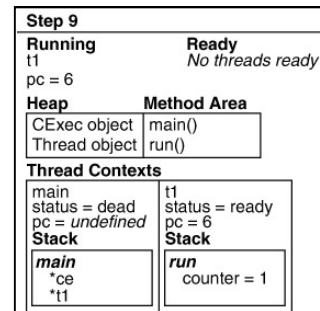 Step 9
Running Ready
t1 No threads ready
pc = 6
Heap Method Area
CExec object main()
Thread object run()
Thread Contexts
main t1
status = dead status = ready
pc = undefined pc = 6
Stack Stack
main run
*ce counter = 1
*t1